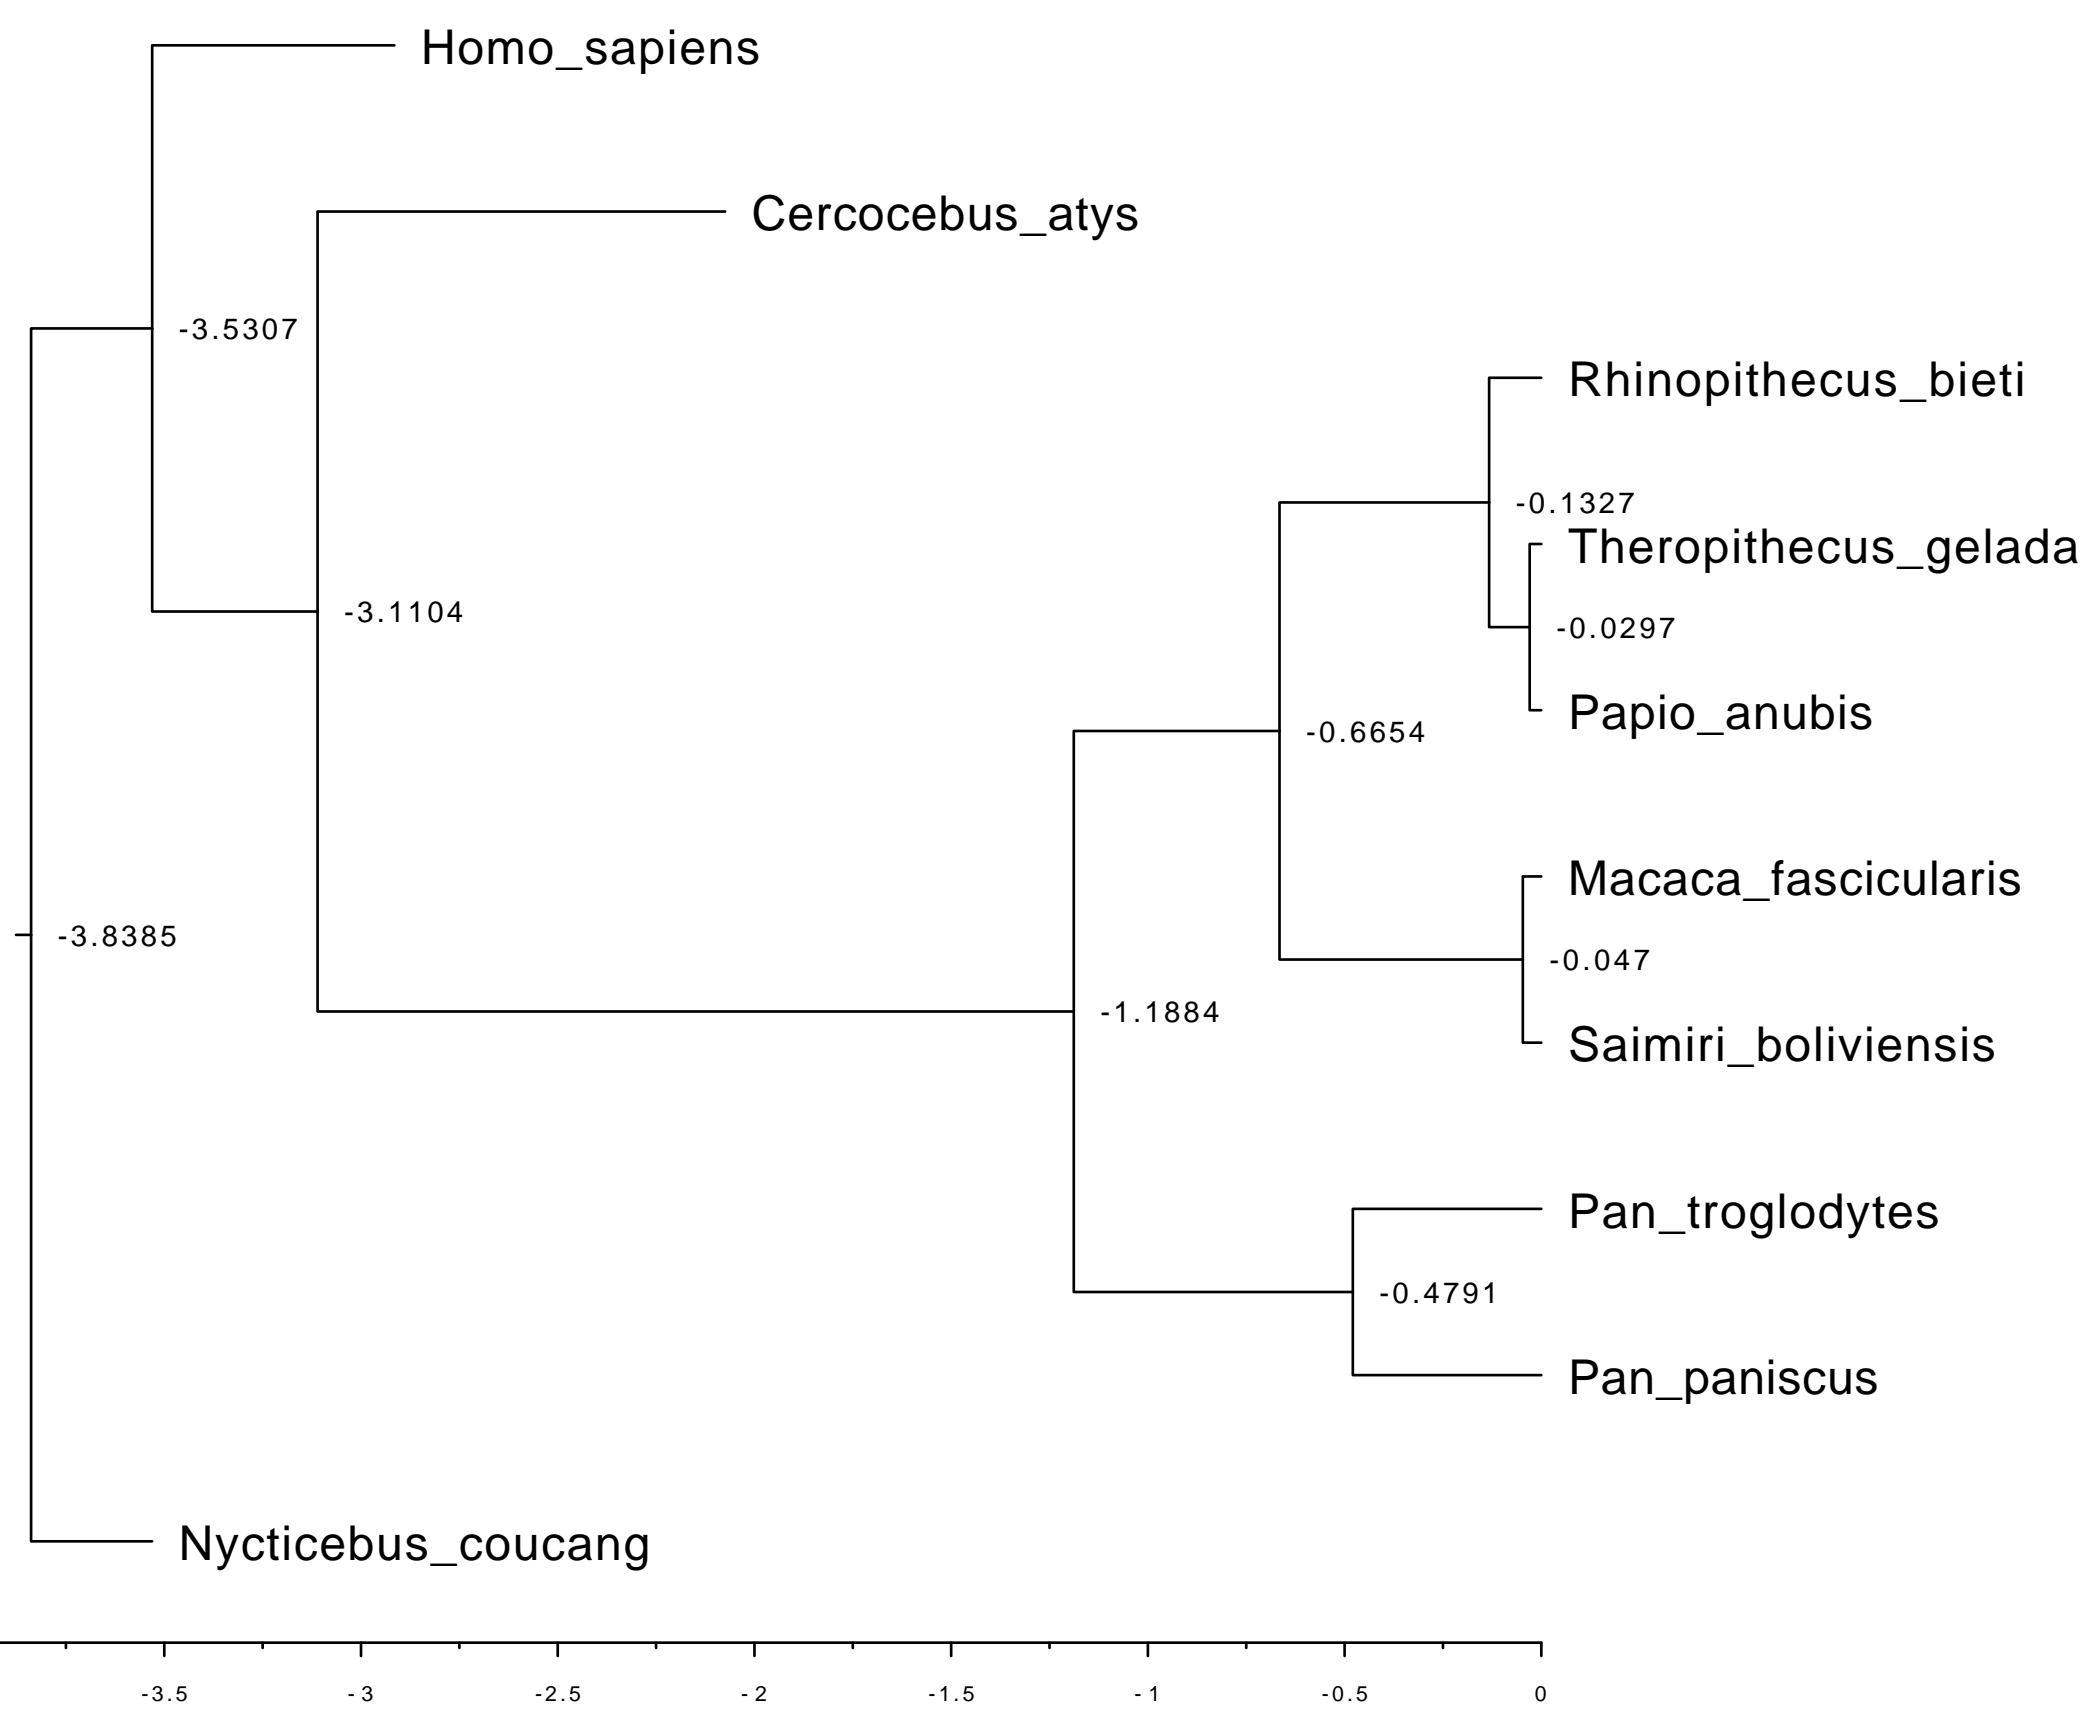 Homo_sapiens
Cercocebus_atys
-3.5307
Rhinopithecus_bieti
-0.1327
Theropithecus_gelada
-3.1104
-0.0297
Papio_anubis
-0.6654
Macaca_fascicularis
-3.8385
-0.047
-1.1884
Saimiri_boliviensis
Pan_troglodytes
-0.4791
Pan_paniscus
Nycticebus_coucang
-3.5 -3 -2.5 -2 -1.5 -1 -0.5 0